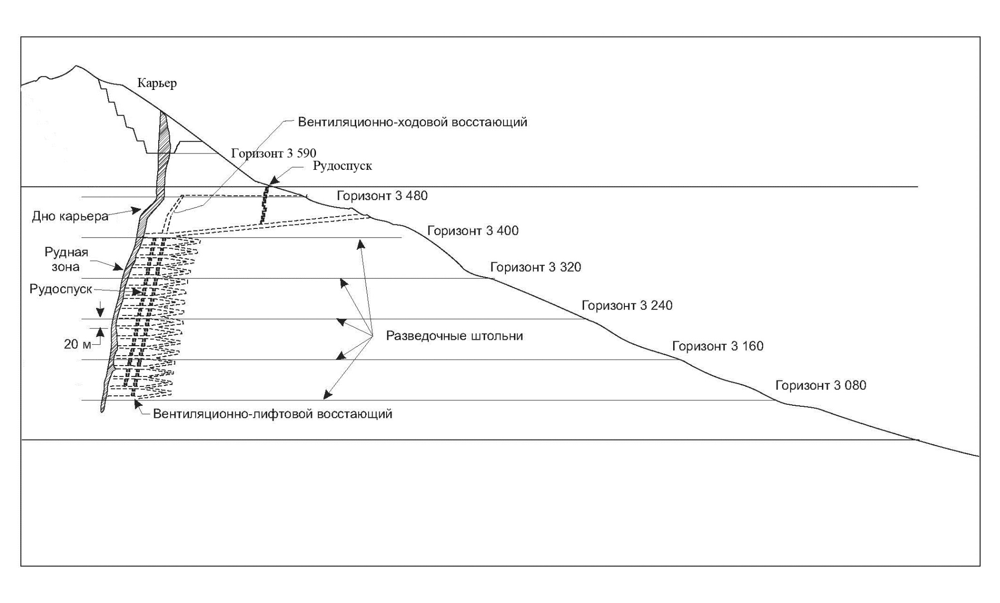 Карьер
Вентиляционно-ходовой восстающий
Горизонт 3 590
Рудоспуск
Горизонт 3 480
Дно карьера
Горизонт 3 400
Рудная
зона
Горизонт 3 320
Рудоспуск
Горизонт 3 240
Разведочные штольни
20 м
Горизонт 3 160
Горизонт 3 080
Вентиляционно-лифтовой восстающий